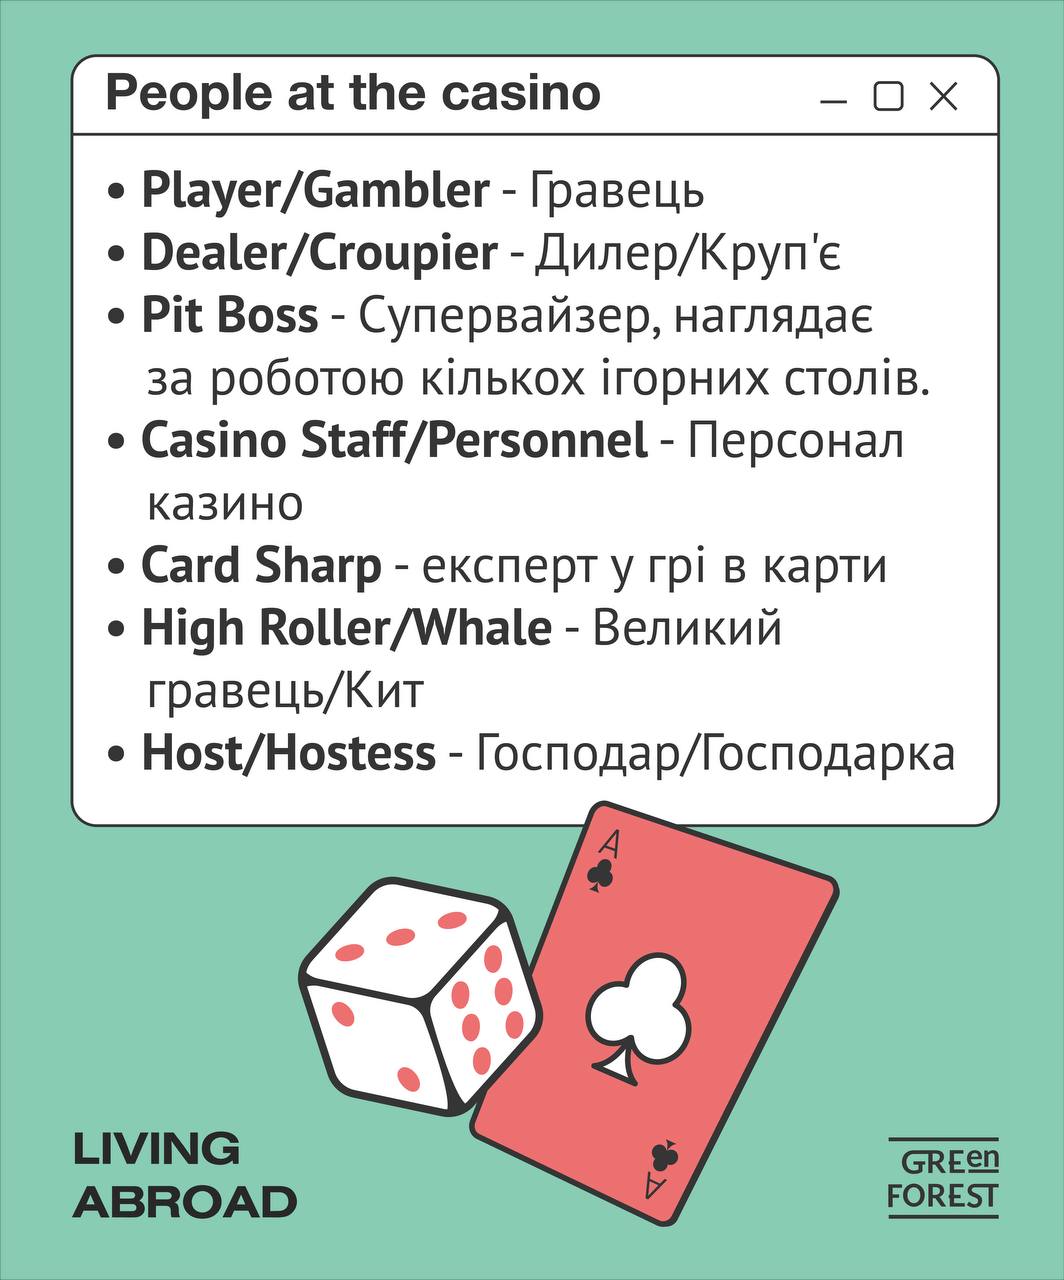 People at the casino
• Player/Gambler - Гравець
• Dealer/Croupier - Дилер/Круп'є
• Pit Boss - Супервайзер, наглядає
за роботою кількох ігорних столів.
• Casino Staff/Personnel - Персонал
казино
• Card Sharp - експерт у грі в карти
• High Roller/Whale - Великий
гравець/Кит
• Host/Hostess - Господар/Господарка
A
A
LIVING
ABROAD
GREen
FOREST